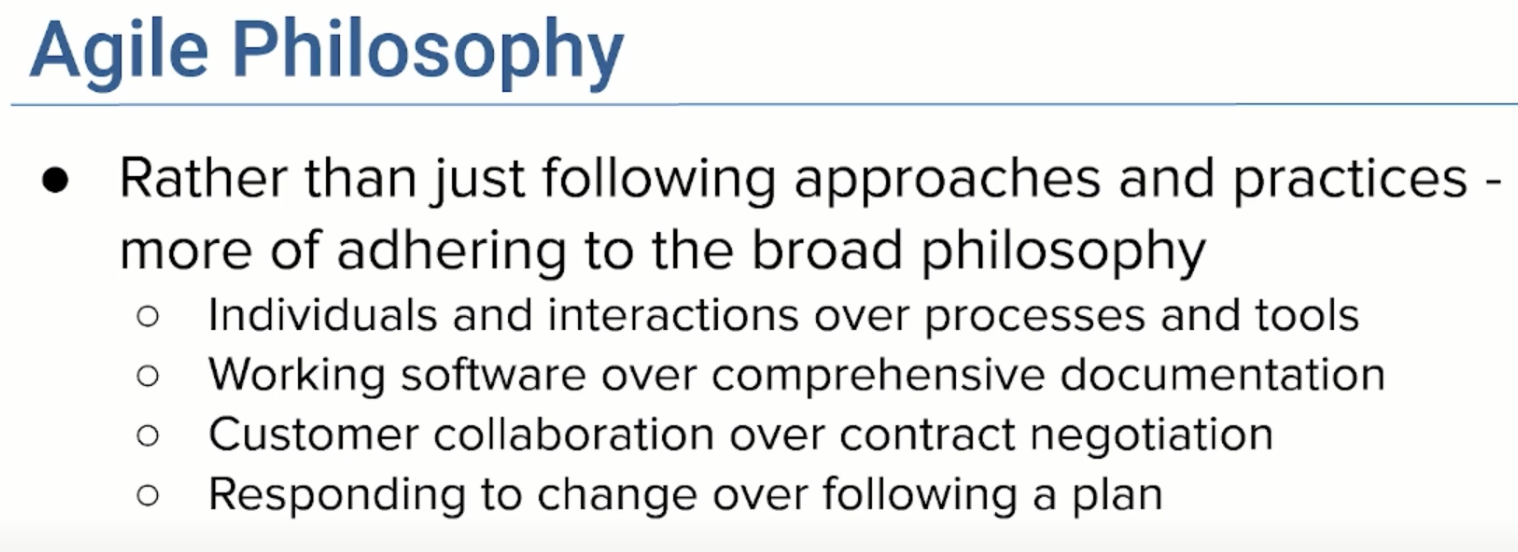 Agile Philosophy
● Rather than just following approaches and practices -
more of adhering to the broad philosophy
○ Individuals and interactions over processes and tools
○ Working software over comprehensive documentation
○ Customer collaboration over contract negotiation
○ Responding to change over following a plan